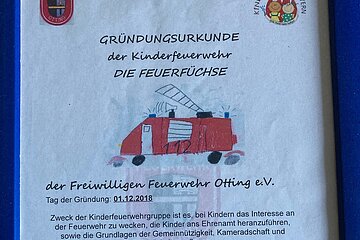 GRÜNDUNGSURKUNDE
der Kinderfeuerwehr
DIE FEUERFÜCHSE
112
der Freiwilligen Feuerwehr Otting e.V.
Tag der Gründung: 01.12.2018
Zweck der Kinderfeuerwehrgruppe ist es, bei Kindern das Interesse an
der Feuerwehr zu wecken, die Kinder ans Ehrenamt heranzuführen,
sowie die Grundlagen der Gemeinnützigkeit, Kameradschaft und